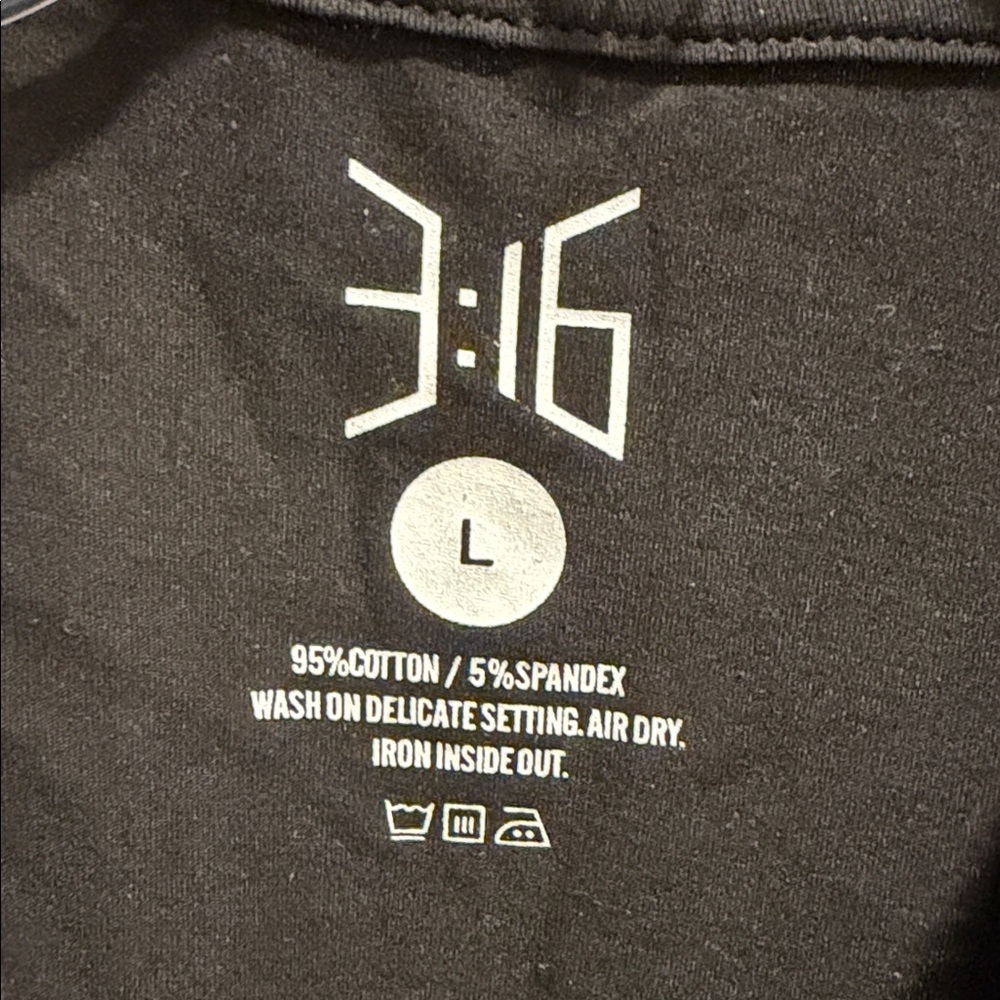 3:16
L
95%COTTON / 5%SPANDEX
WASH ON DELICATE SETTING. AIR DRY.
IRON INSIDE OUT.